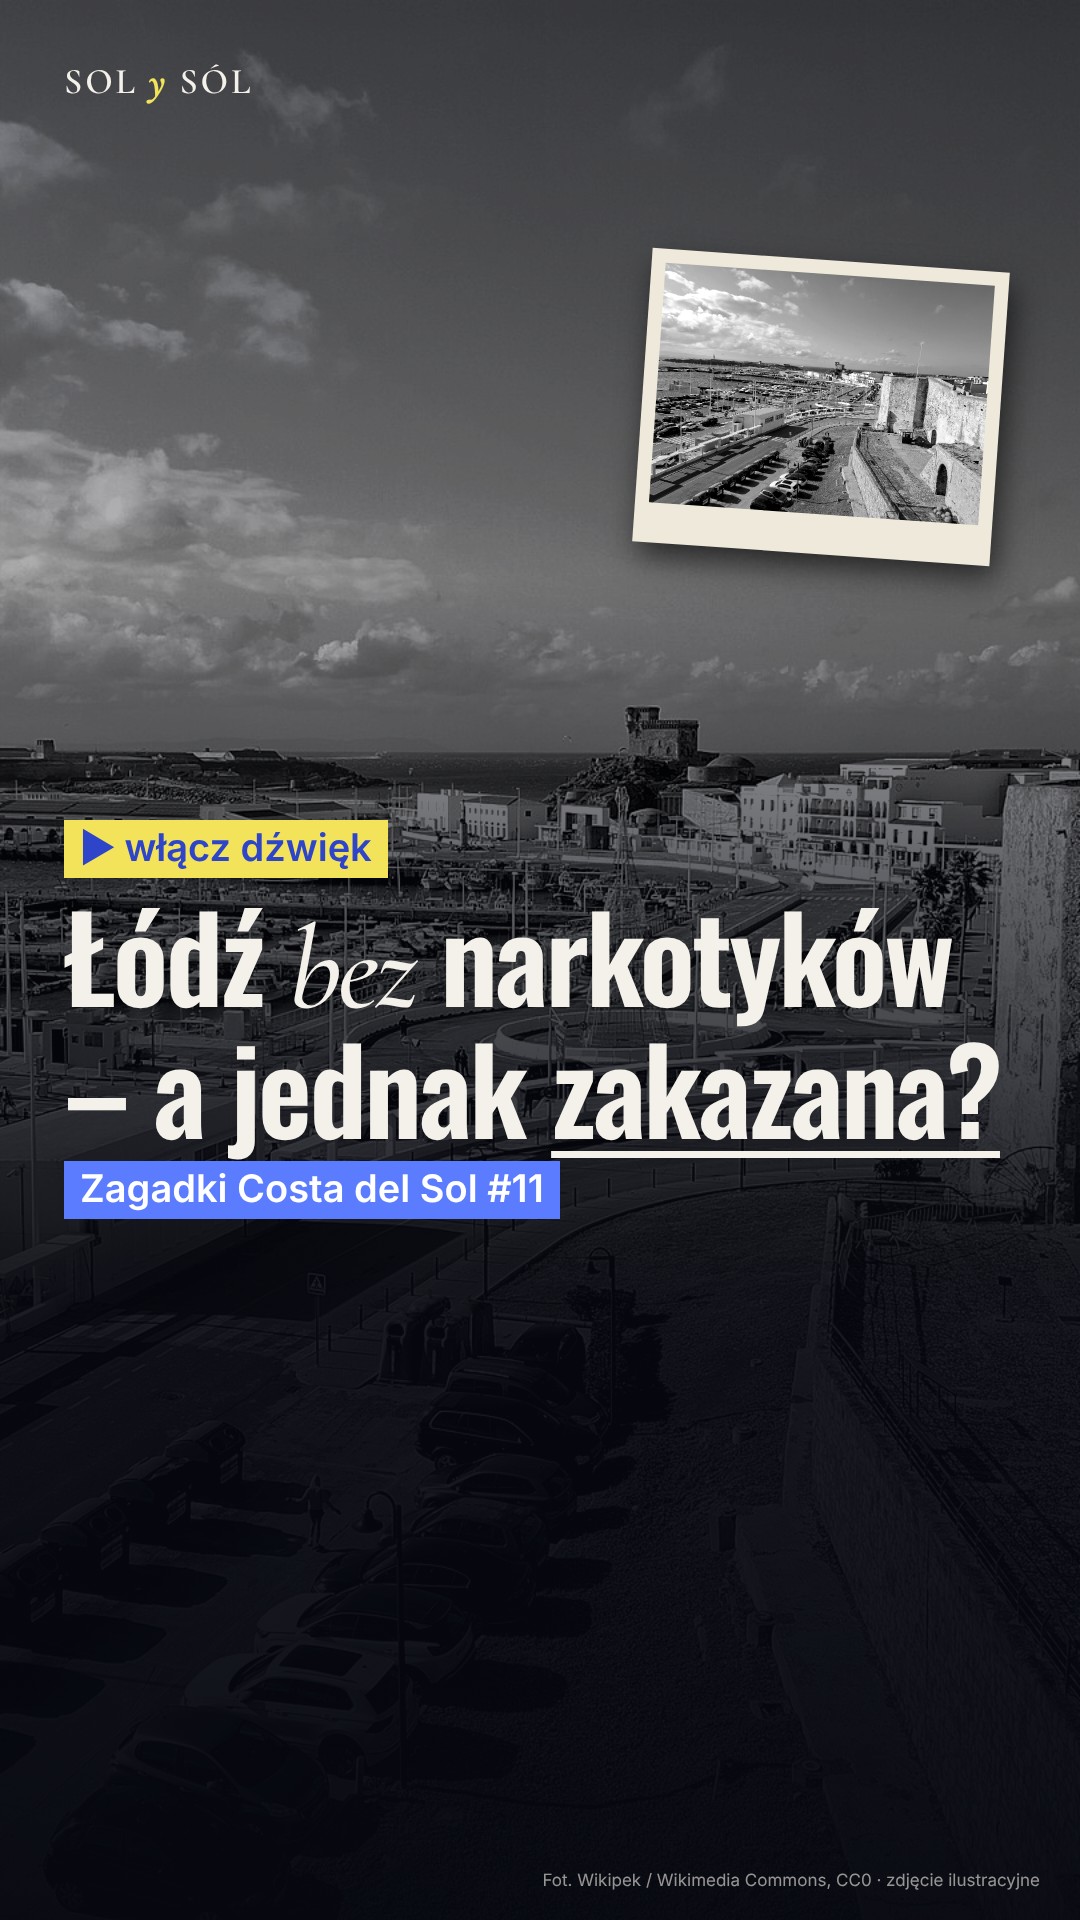 SOL y SÓL
▶ włącz dźwięk
Łódź bez narkotyków
– a jednak zakazana?
Zagadki Costa del Sol #11
Fot. Wikipek / Wikimedia Commons, CC0 · zdjęcie ilustracyjne